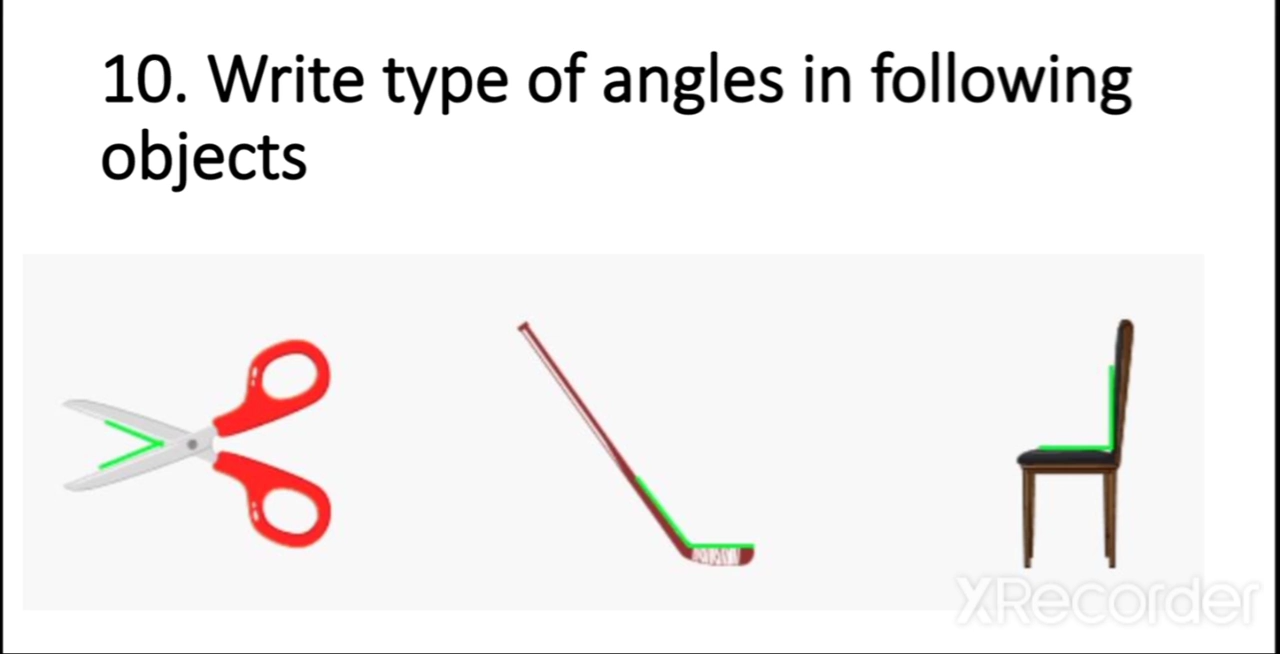 10. Write type of angles in following
objects
XRecorder